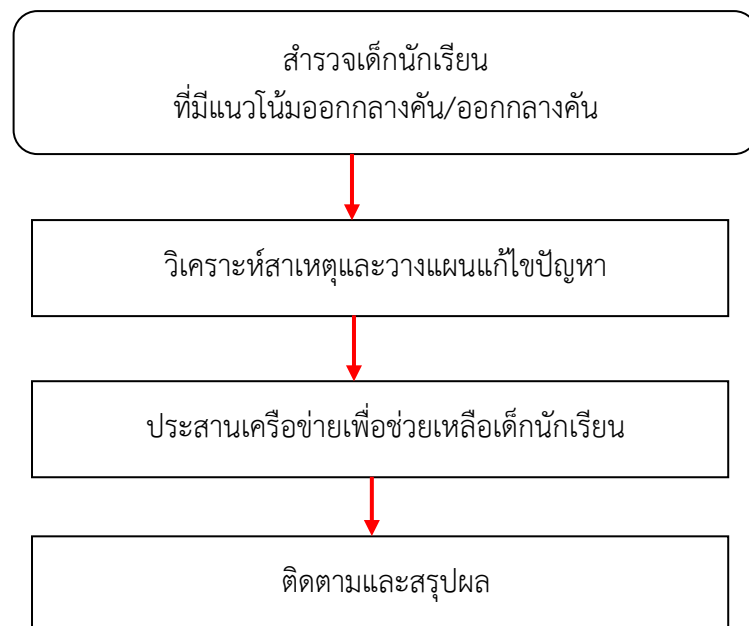 สำรวจเด็กนักเรียน
ที่มีแนวโน้มออกกลางคัน/ออกกลางคัน
วิเคราะห์สาเหตุและวางแผนแก้ไขปัญหา
ประสานเครือข่ายเพื่อช่วยเหลือเด็กนักเรียน
ติดตามและสรุปผล